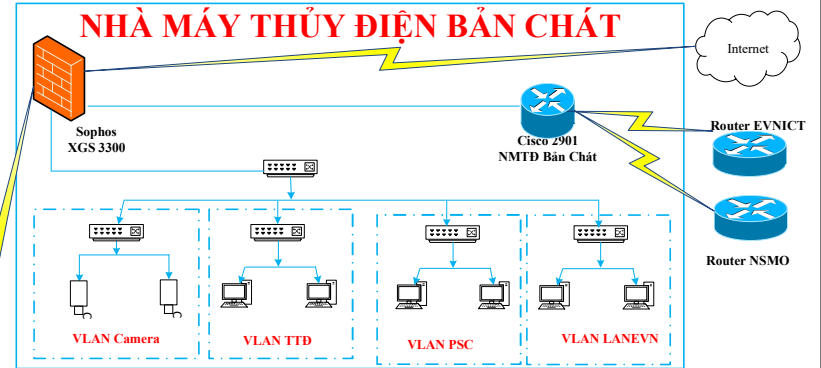 NHÀ MÁY THỦY ĐIỆN BẢN CHÁT
Internet
Sophos
XGS 3300
Cisco 2901
NMTĐ Bản Chát
Router EVNICT
Router NSMO
VLAN Camera
VLAN TTĐ
VLAN PSC
VLAN LANEVN